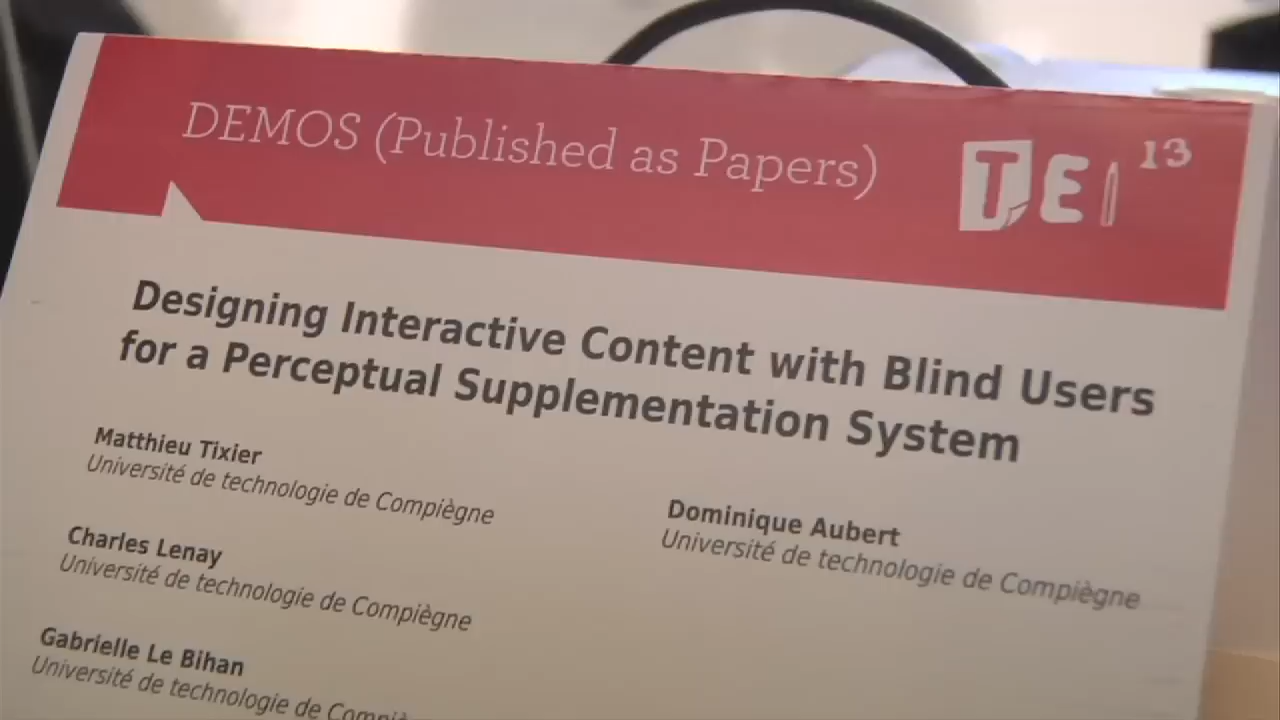 DEMOS (Published as Papers)
TEI 13
Designing Interactive Content with Blind Users
for a Perceptual Supplementation System
Matthieu Tixier
Université de technologie de Compiègne
Dominique Aubert
Université de technologie de Compiègne
Charles Lenay
Université de technologie de Compiègne
Gabrielle Le Bihan
Université de technologie de